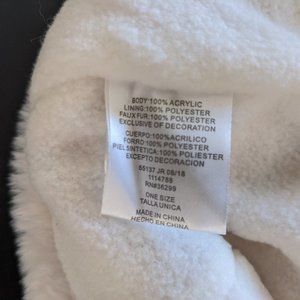 BODY:100% ACRYLIC
LINING:100% POLYESTER
FAUX FUR:100% POLYESTER
EXCLUSIVE OF DECORATION
CUERPO:100%ACRILICO
FORRO:100% POLYESTER
PIEL SINTETICA:100% POLIESTER
EXCEPTO DECORACION
55137 JR 08/18
1114755
RN#36299
ONE SIZE
TALLA UNICA
MADE IN CHINA
HECHO EN CHINA